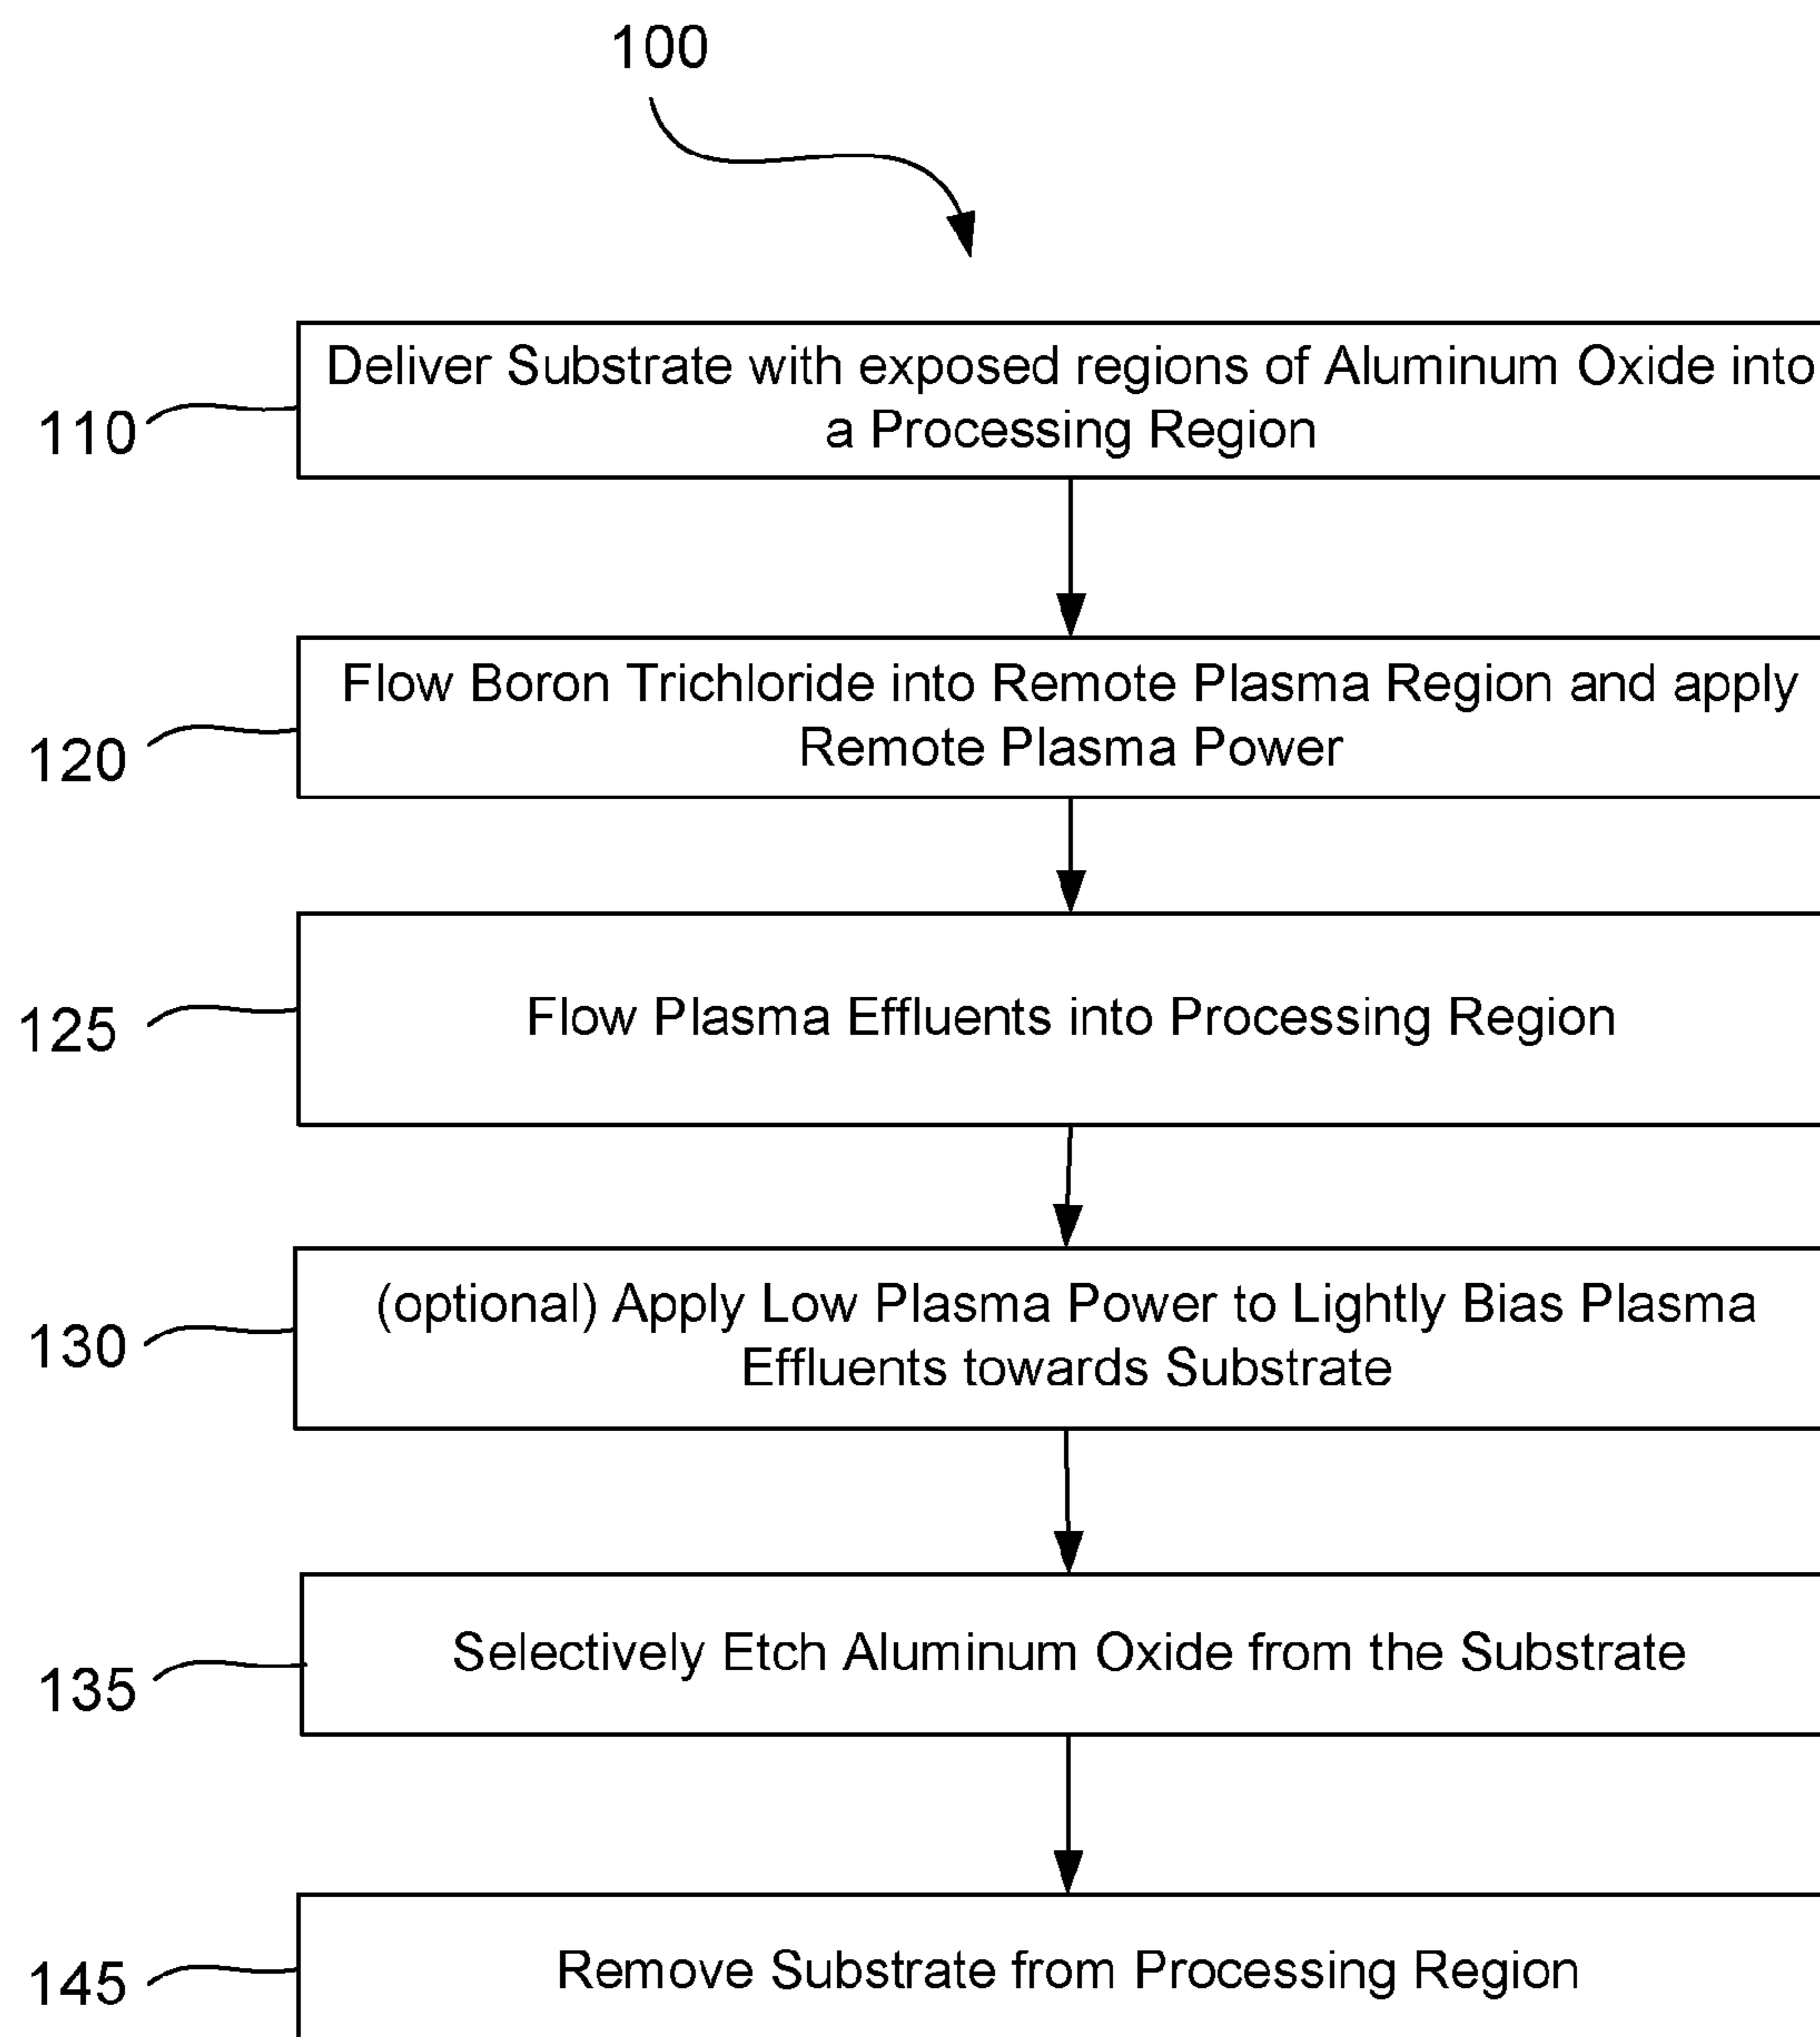 100
Deliver Substrate with exposed regions of Aluminum Oxide into
a Processing Region
110
Flow Boron Trichloride into Remote Plasma Region and apply
Remote Plasma Power
120
Flow Plasma Effluents into Processing Region
125
(optional) Apply Low Plasma Power to Lightly Bias Plasma
Effluents towards Substrate
130
Selectively Etch Aluminum Oxide from the Substrate
135
Remove Substrate from Processing Region
145